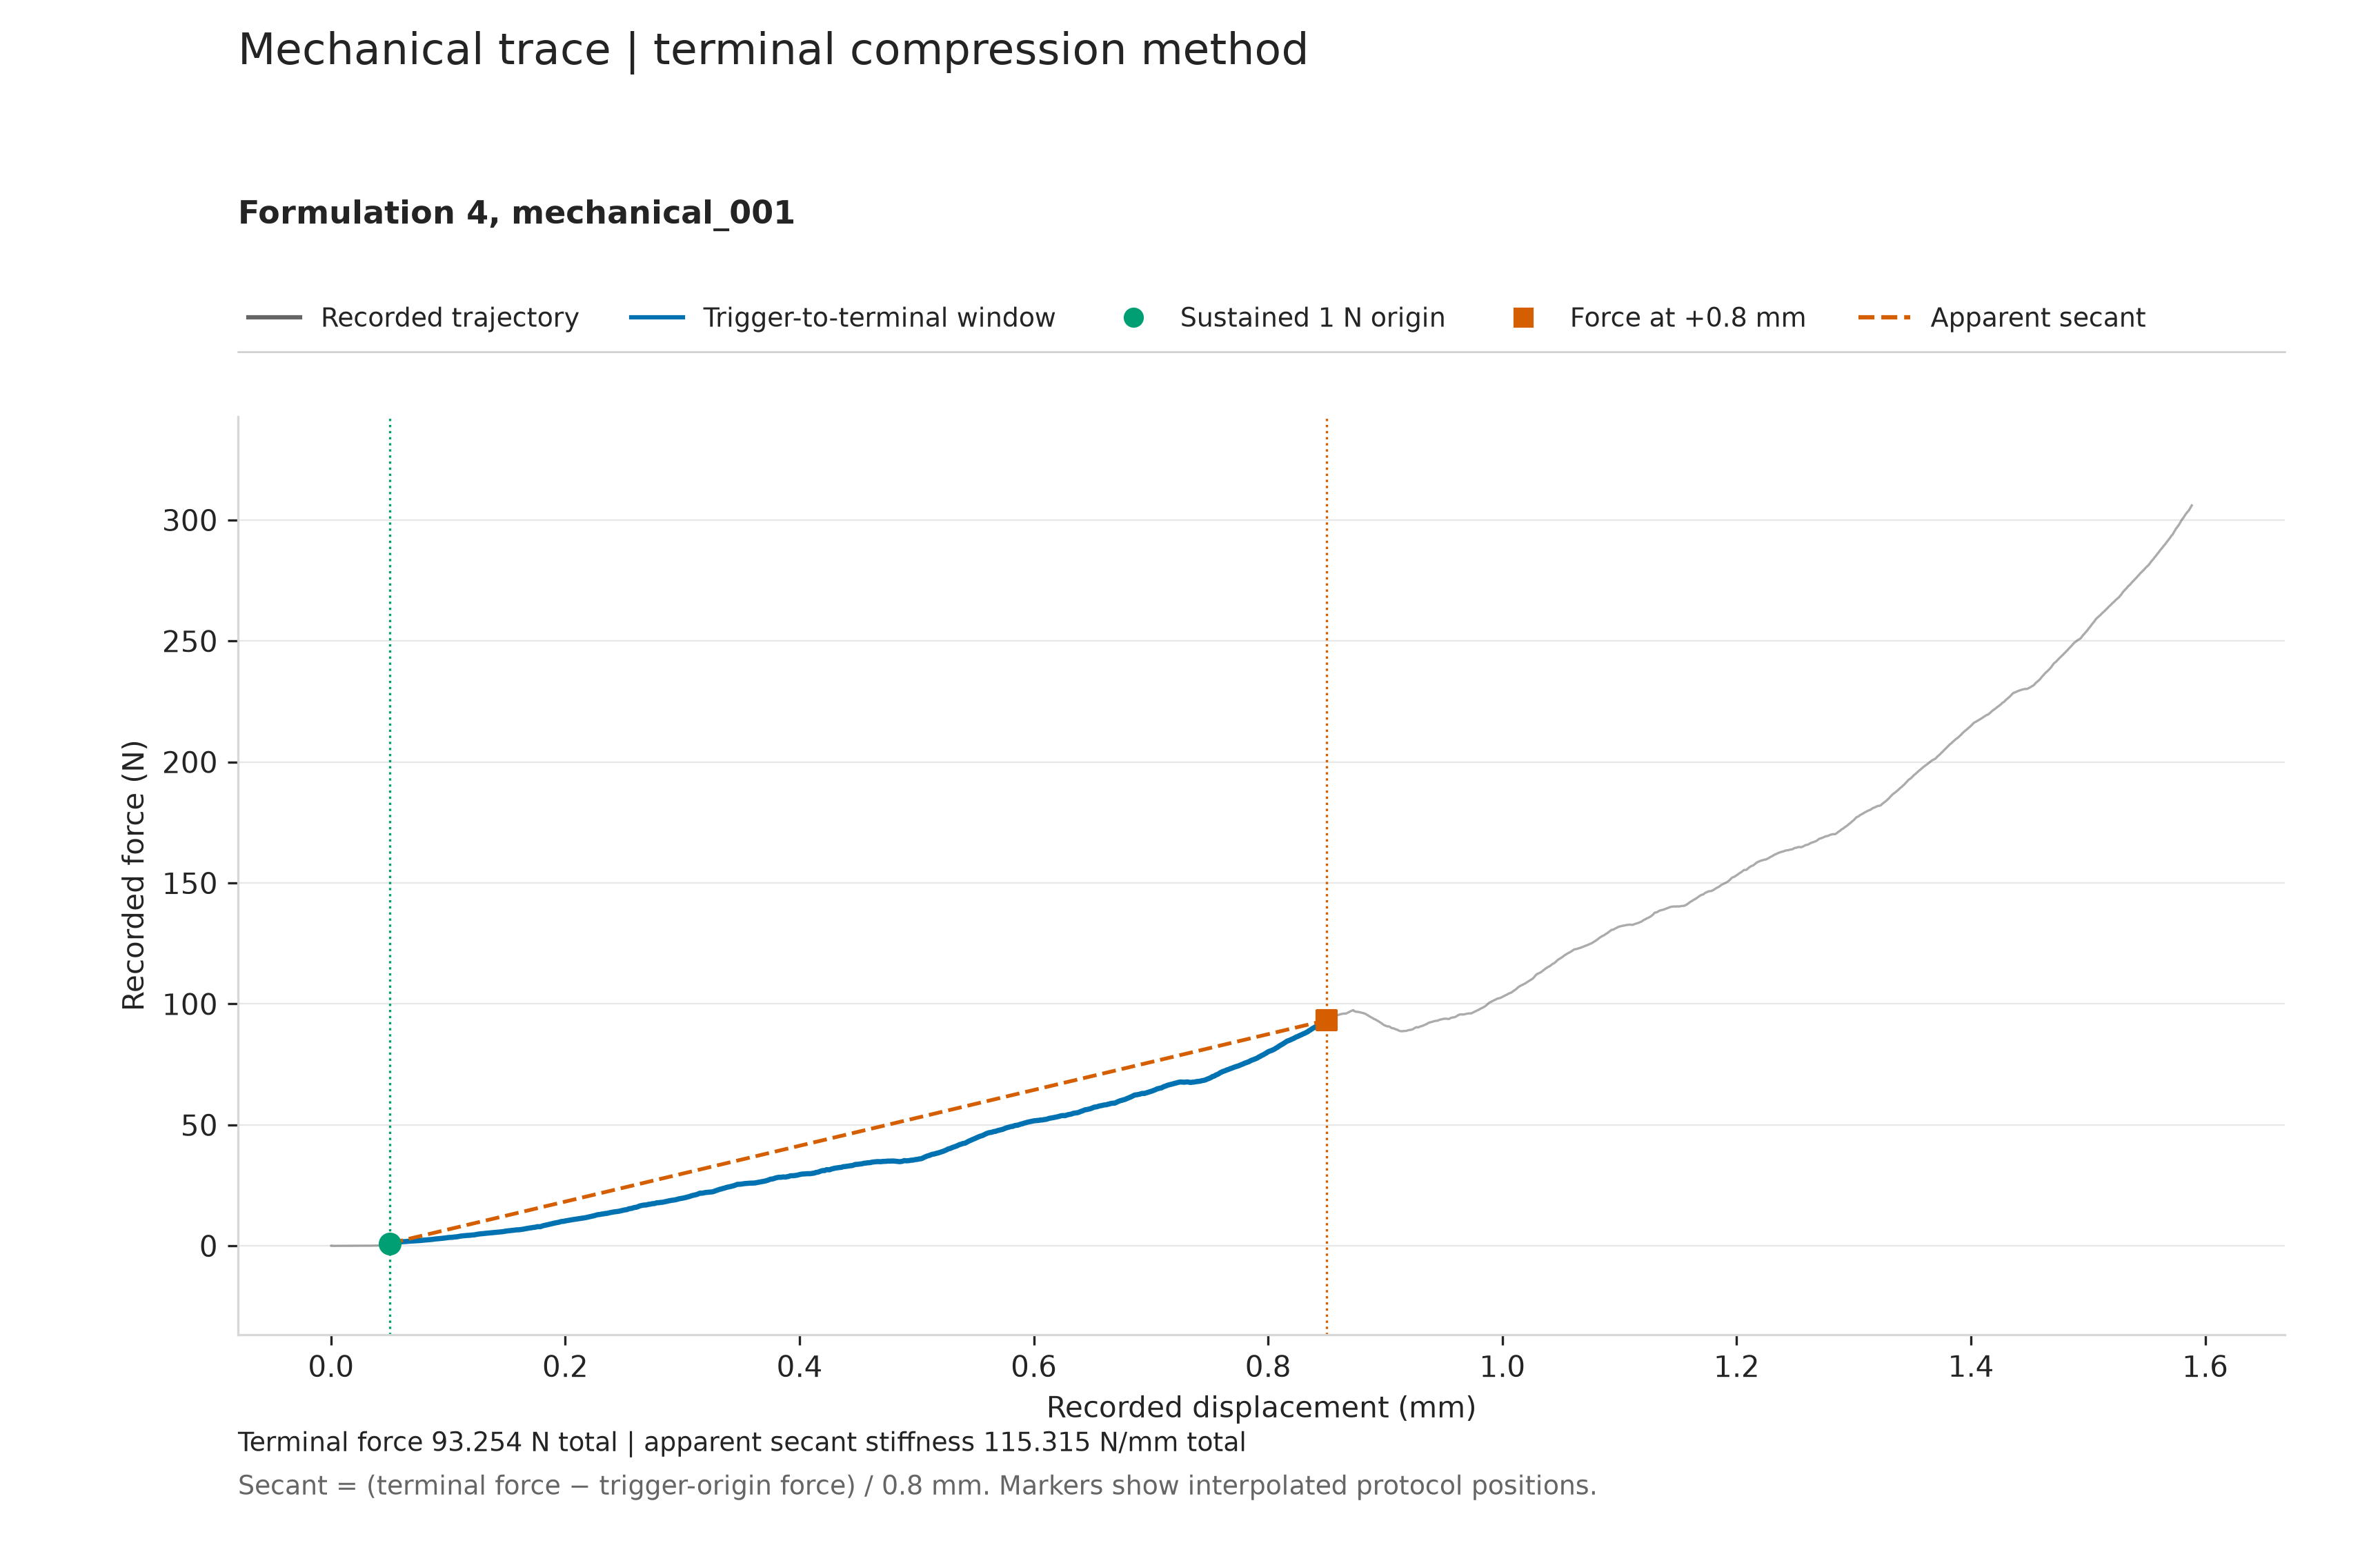 Mechanical trace | terminal compression method
Formulation 4, mechanical_001
Recorded trajectory
Trigger-to-terminal window
Sustained 1 N origin
Force at +0.8 mm
Apparent secant
Recorded force (N)
300
250
200
150
100
50
0
0.0
0.2
0.4
0.6
0.8
1.0
1.2
1.4
1.6
Recorded displacement (mm)
Terminal force 93.254 N total | apparent secant stiffness 115.315 N/mm total
Secant = (terminal force − trigger-origin force) / 0.8 mm. Markers show interpolated protocol positions.